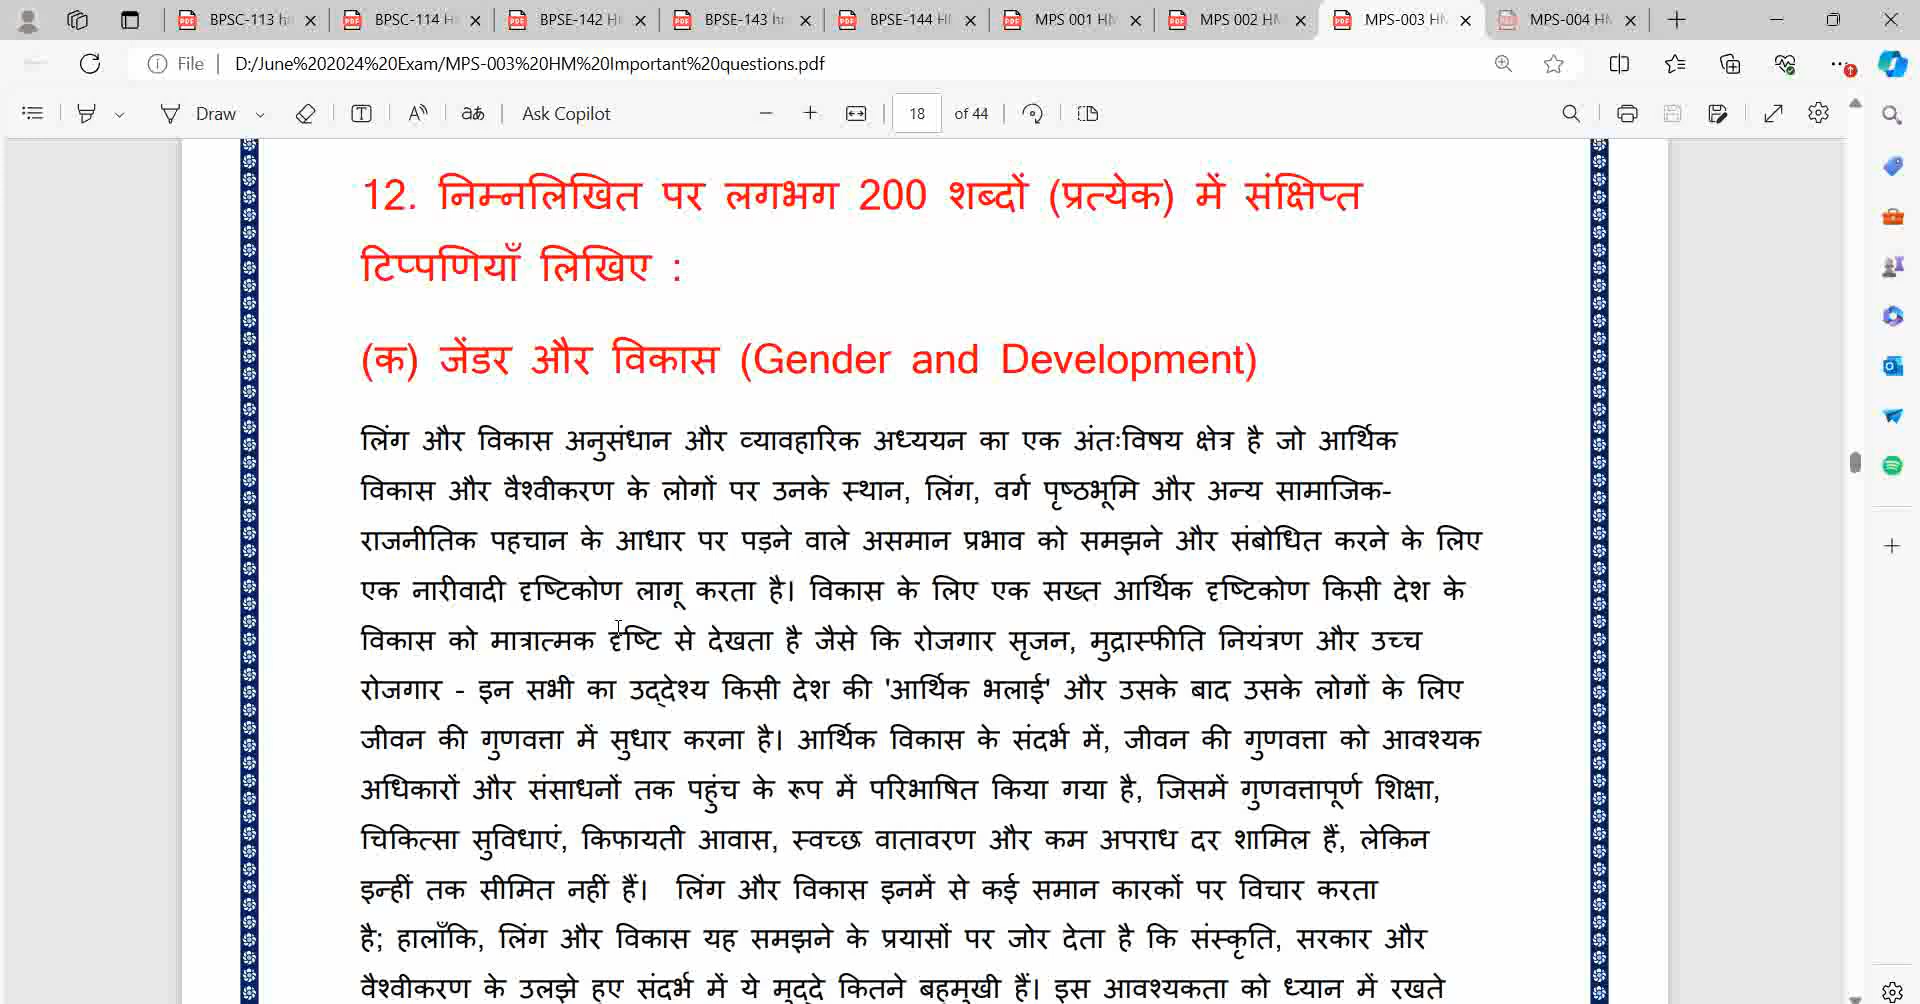 BPSC-113 h
BPSC-114 H
BPSE-142 H
BPSE-143 h
BPSE-144 H
MPS 001 HM
MPS 002 HM
MPS-003 HM
MPS-004 HM
File
D:/June%202024%20Exam/MPS-003%20HM%20Important%20questions.pdf
Draw
aあ
Ask Copilot
18 of 44
12. निम्नलिखित पर लगभग 200 शब्दों (प्रत्येक) में संक्षिप्त
टिप्पणियाँ लिखिए :
(क) जेंडर और विकास (Gender and Development)
लिंग और विकास अनुसंधान और व्यावहारिक अध्ययन का एक अंतःविषय क्षेत्र है जो आर्थिक
विकास और वैश्वीकरण के लोगों पर उनके स्थान, लिंग, वर्ग पृष्ठभूमि और अन्य सामाजिक-
राजनीतिक पहचान के आधार पर पड़ने वाले असमान प्रभाव को समझने और संबोधित करने के लिए
एक नारीवादी दृष्टिकोण लागू करता है। विकास के लिए एक सख्त आर्थिक दृष्टिकोण किसी देश के
विकास को मात्रात्मक दृष्टि से देखता है जैसे कि रोजगार सृजन, मुद्रास्फीति नियंत्रण और उच्च
रोजगार - इन सभी का उद्देश्य किसी देश की 'आर्थिक भलाई' और उसके बाद उसके लोगों के लिए
जीवन की गुणवत्ता में सुधार करना है। आर्थिक विकास के संदर्भ में, जीवन की गुणवत्ता को आवश्यक
अधिकारों और संसाधनों तक पहुंच के रूप में परिभाषित किया गया है, जिसमें गुणवत्तापूर्ण शिक्षा,
चिकित्सा सुविधाएं, किफायती आवास, स्वच्छ वातावरण और कम अपराध दर शामिल हैं, लेकिन
इन्हीं तक सीमित नहीं हैं। लिंग और विकास इनमें से कई समान कारकों पर विचार करता
है; हालाँकि, लिंग और विकास यह समझने के प्रयासों पर जोर देता है कि संस्कृति, सरकार और
वैश्वीकरण के उलझे हुए संदर्भ में ये मुद्दे कितने बहुमुखी हैं। इस आवश्यकता को ध्यान में रखते